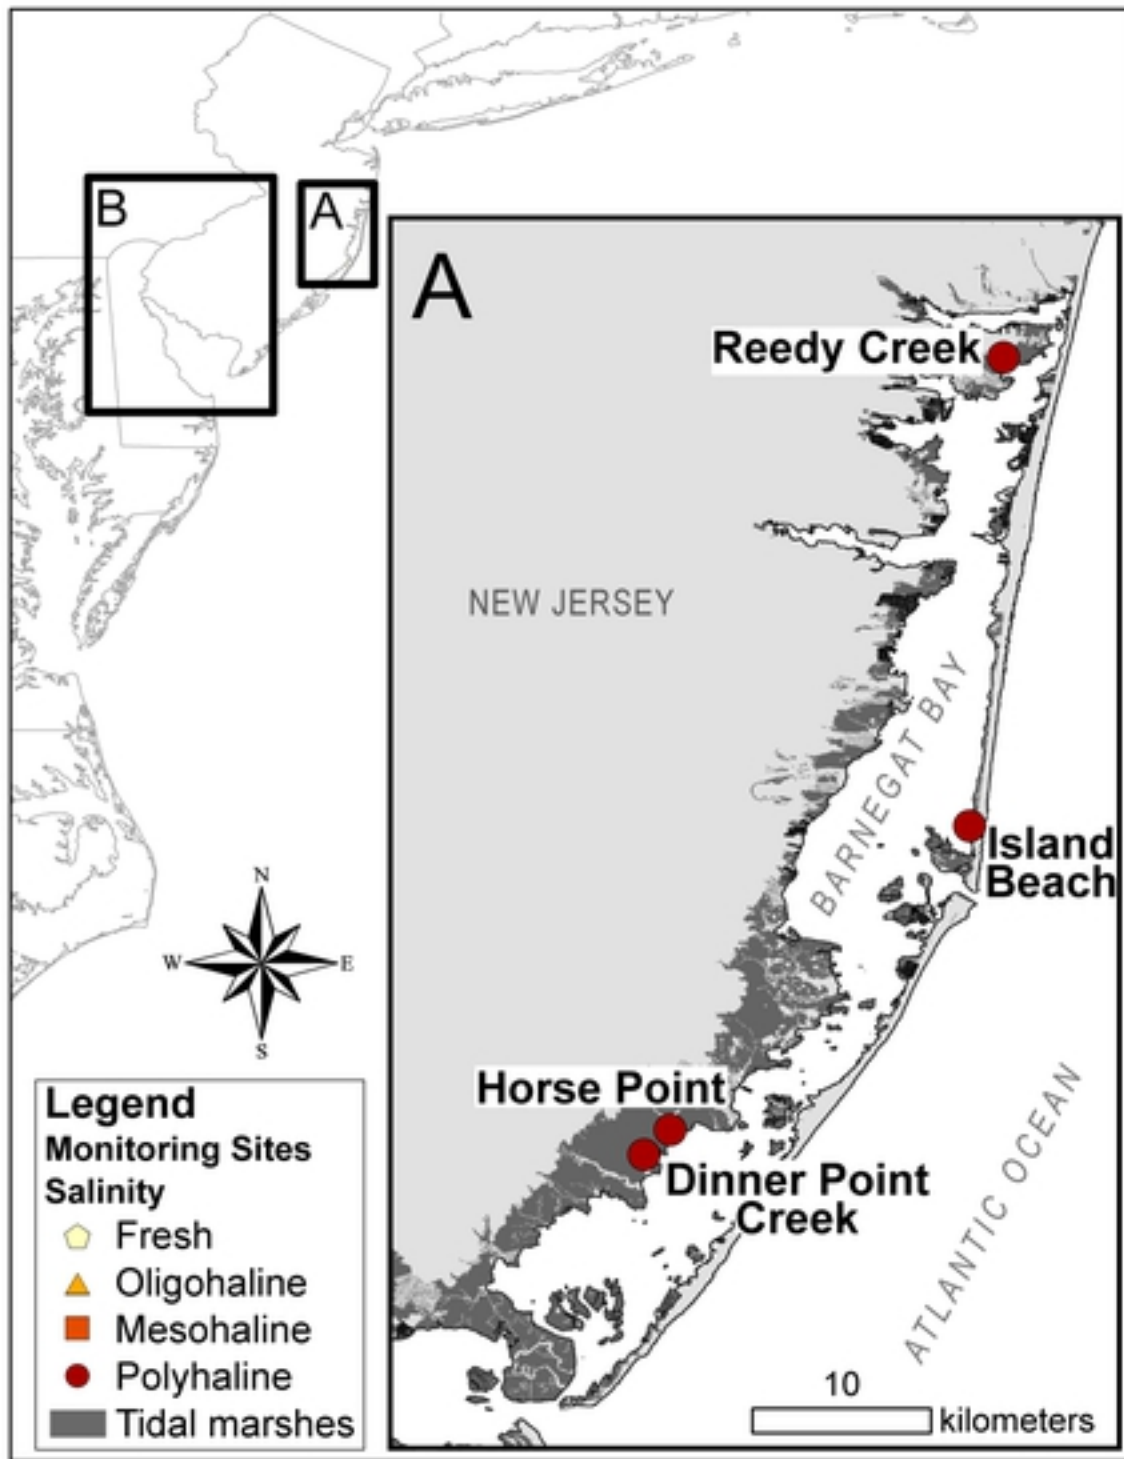 B
A
A
Reedy Creek
NEW JERSEY
BARNEGAT BAY
Island
Beach
N
W
E
S
Horse Point
Dinner Point
Creek
ATLANTIC OCEAN
Legend
Monitoring Sites
Salinity
Fresh
Oligohaline
Mesohaline
Polyhaline
Tidal marshes
10
kilometers